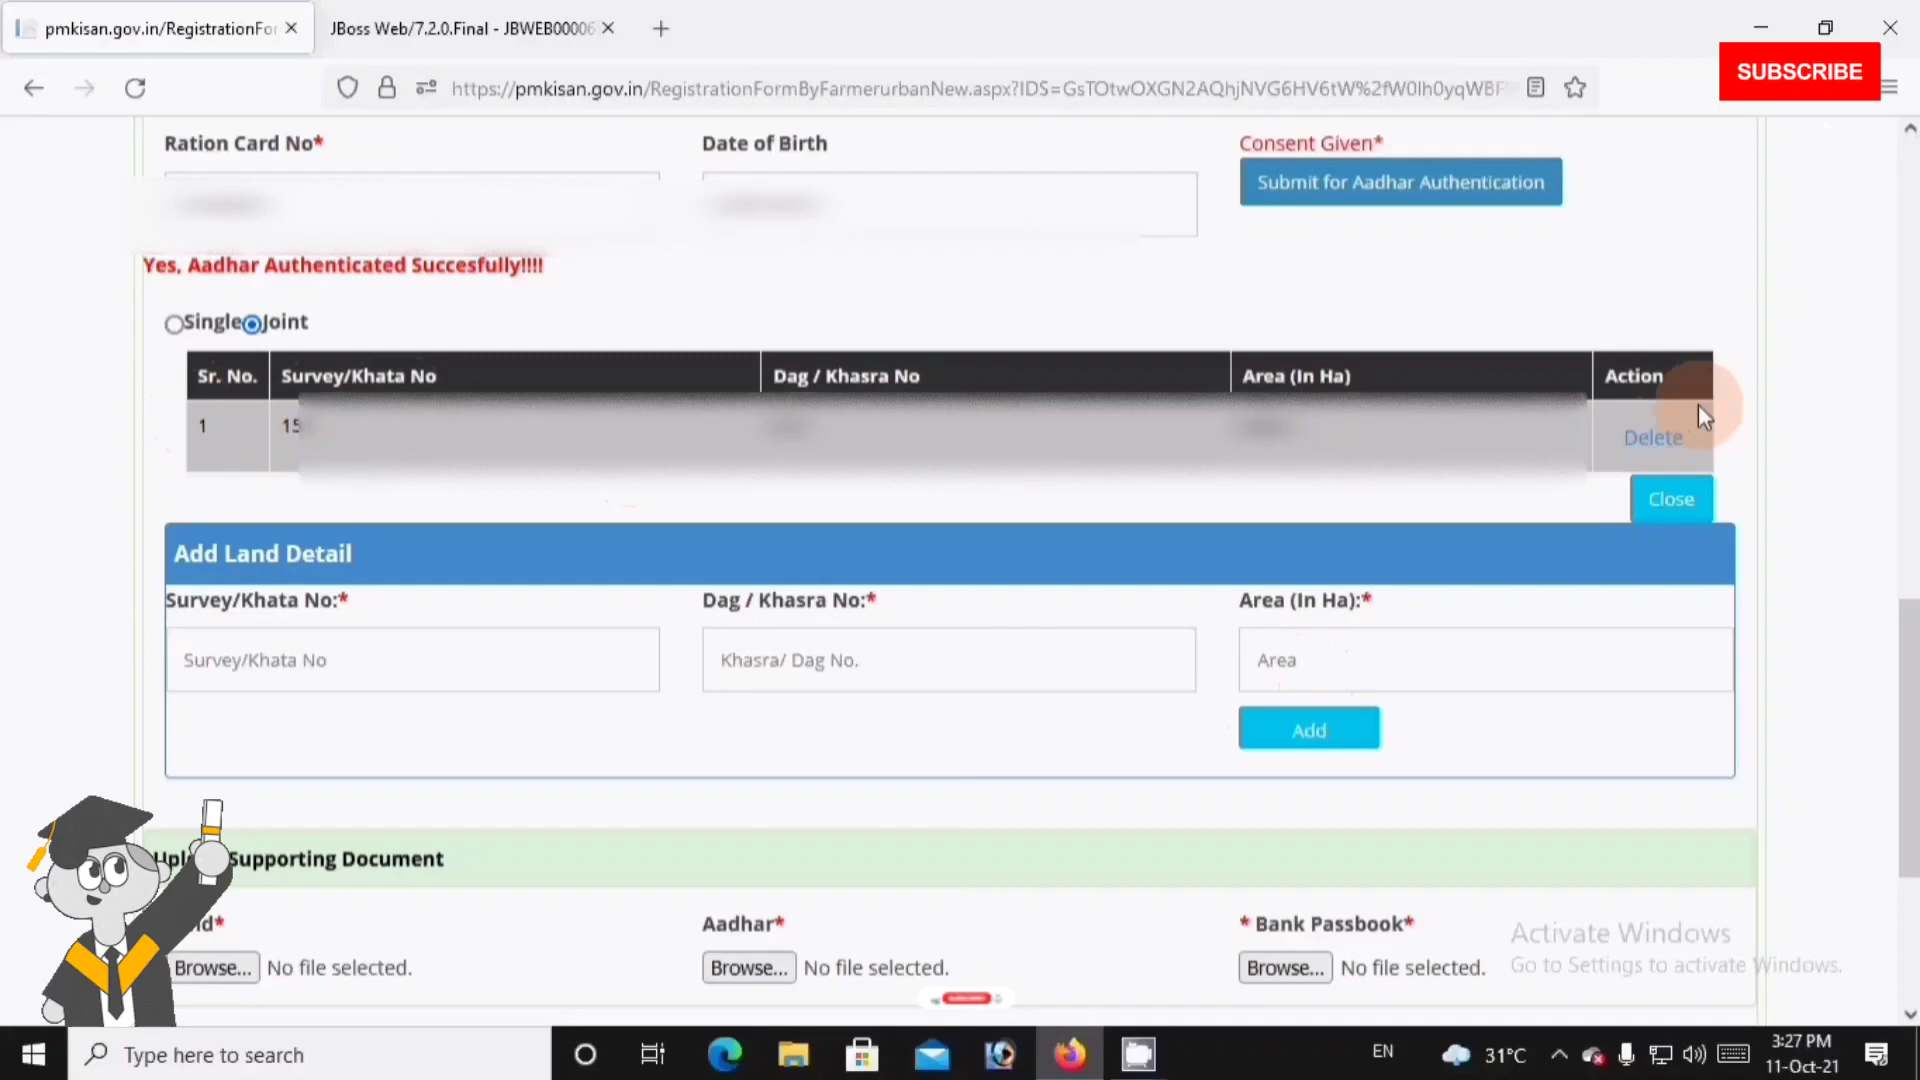 pmkisan.gov.in/RegistrationFor
JBoss Web/7.2.0.Final - JBWEB00006
SUBSCRIBE
https://pmkisan.gov.in/RegistrationFormByFarmerurbanNew.aspx?IDS=GsTOtwOXGN2AQhjNVG6HV6tW%2fW0lh0yqWBF
Ration Card No*
Date of Birth
Consent Given*
Submit for Aadhar Authentication
Yes, Aadhar Authenticated Succesfully!!!!
Single Joint
Sr. No. Survey/Khata No Dag / Khasra No Area (In Ha) Action
1 15 Delete
Close
Add Land Detail
Survey/Khata No:* Dag / Khasra No:* Area (In Ha):*
Survey/Khata No Khasra/ Dag No. Area
Add
Supporting Document
Aadhar* * Bank Passbook*
Browse... No file selected. Browse... No file selected. Browse... No file selected.
Activate Windows
Go to Settings to activate Windows.
Type here to search
EN
31°C
3:27 PM
11-Oct-21